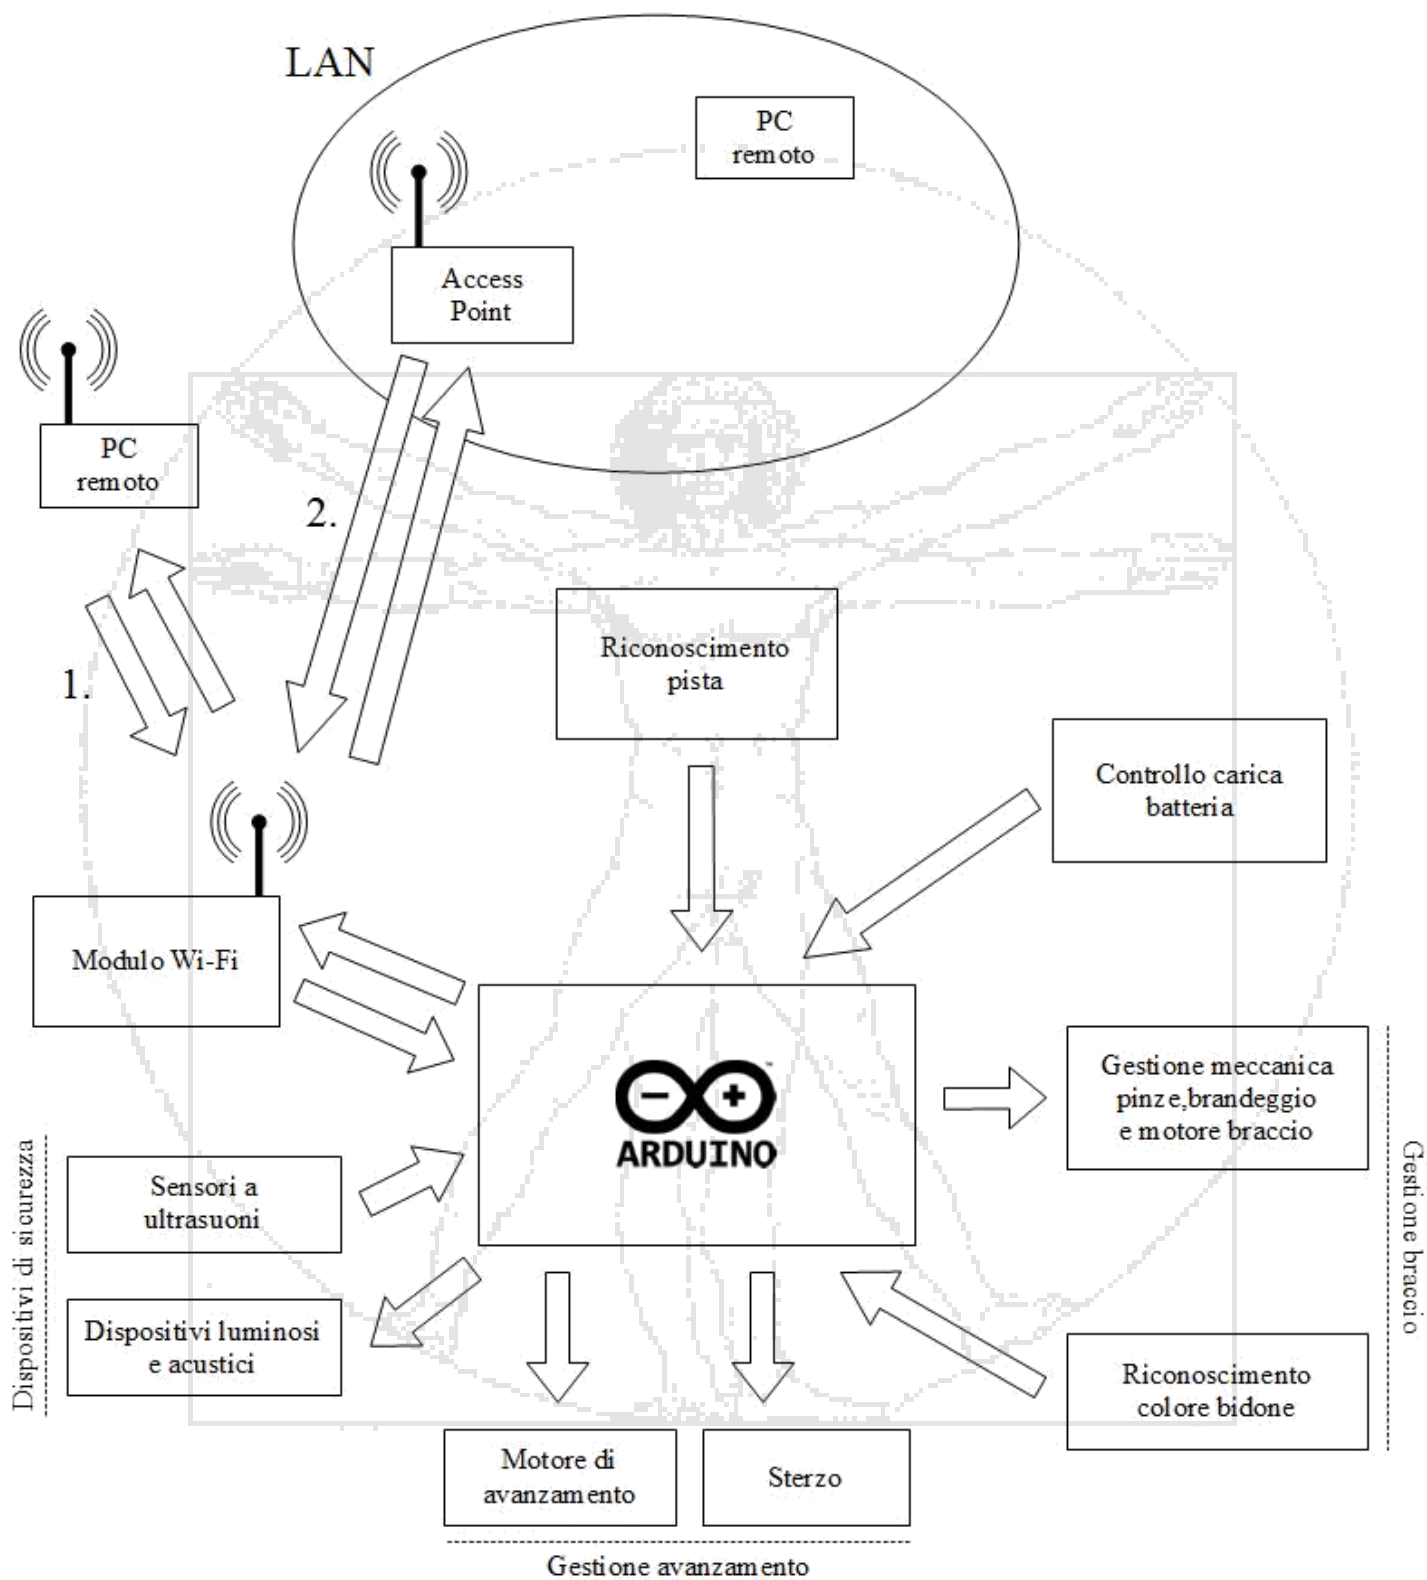 LAN
PC
remoto
Access
Point
PC
remoto
2.
1.
Riconoscimento
pista
Controllo carica
batteria
Modulo Wi-Fi
ARDUINO
TM
Gestione meccanica
pinze,brandeggio
e motore braccio
Gestione braccio
Dispositivi di sicurezza
Sensori a
ultrasuoni
Dispositivi luminosi
e acustici
Riconoscimento
colore bidone
Motore di
avanzamento
Sterzo
Gestione avanzamento